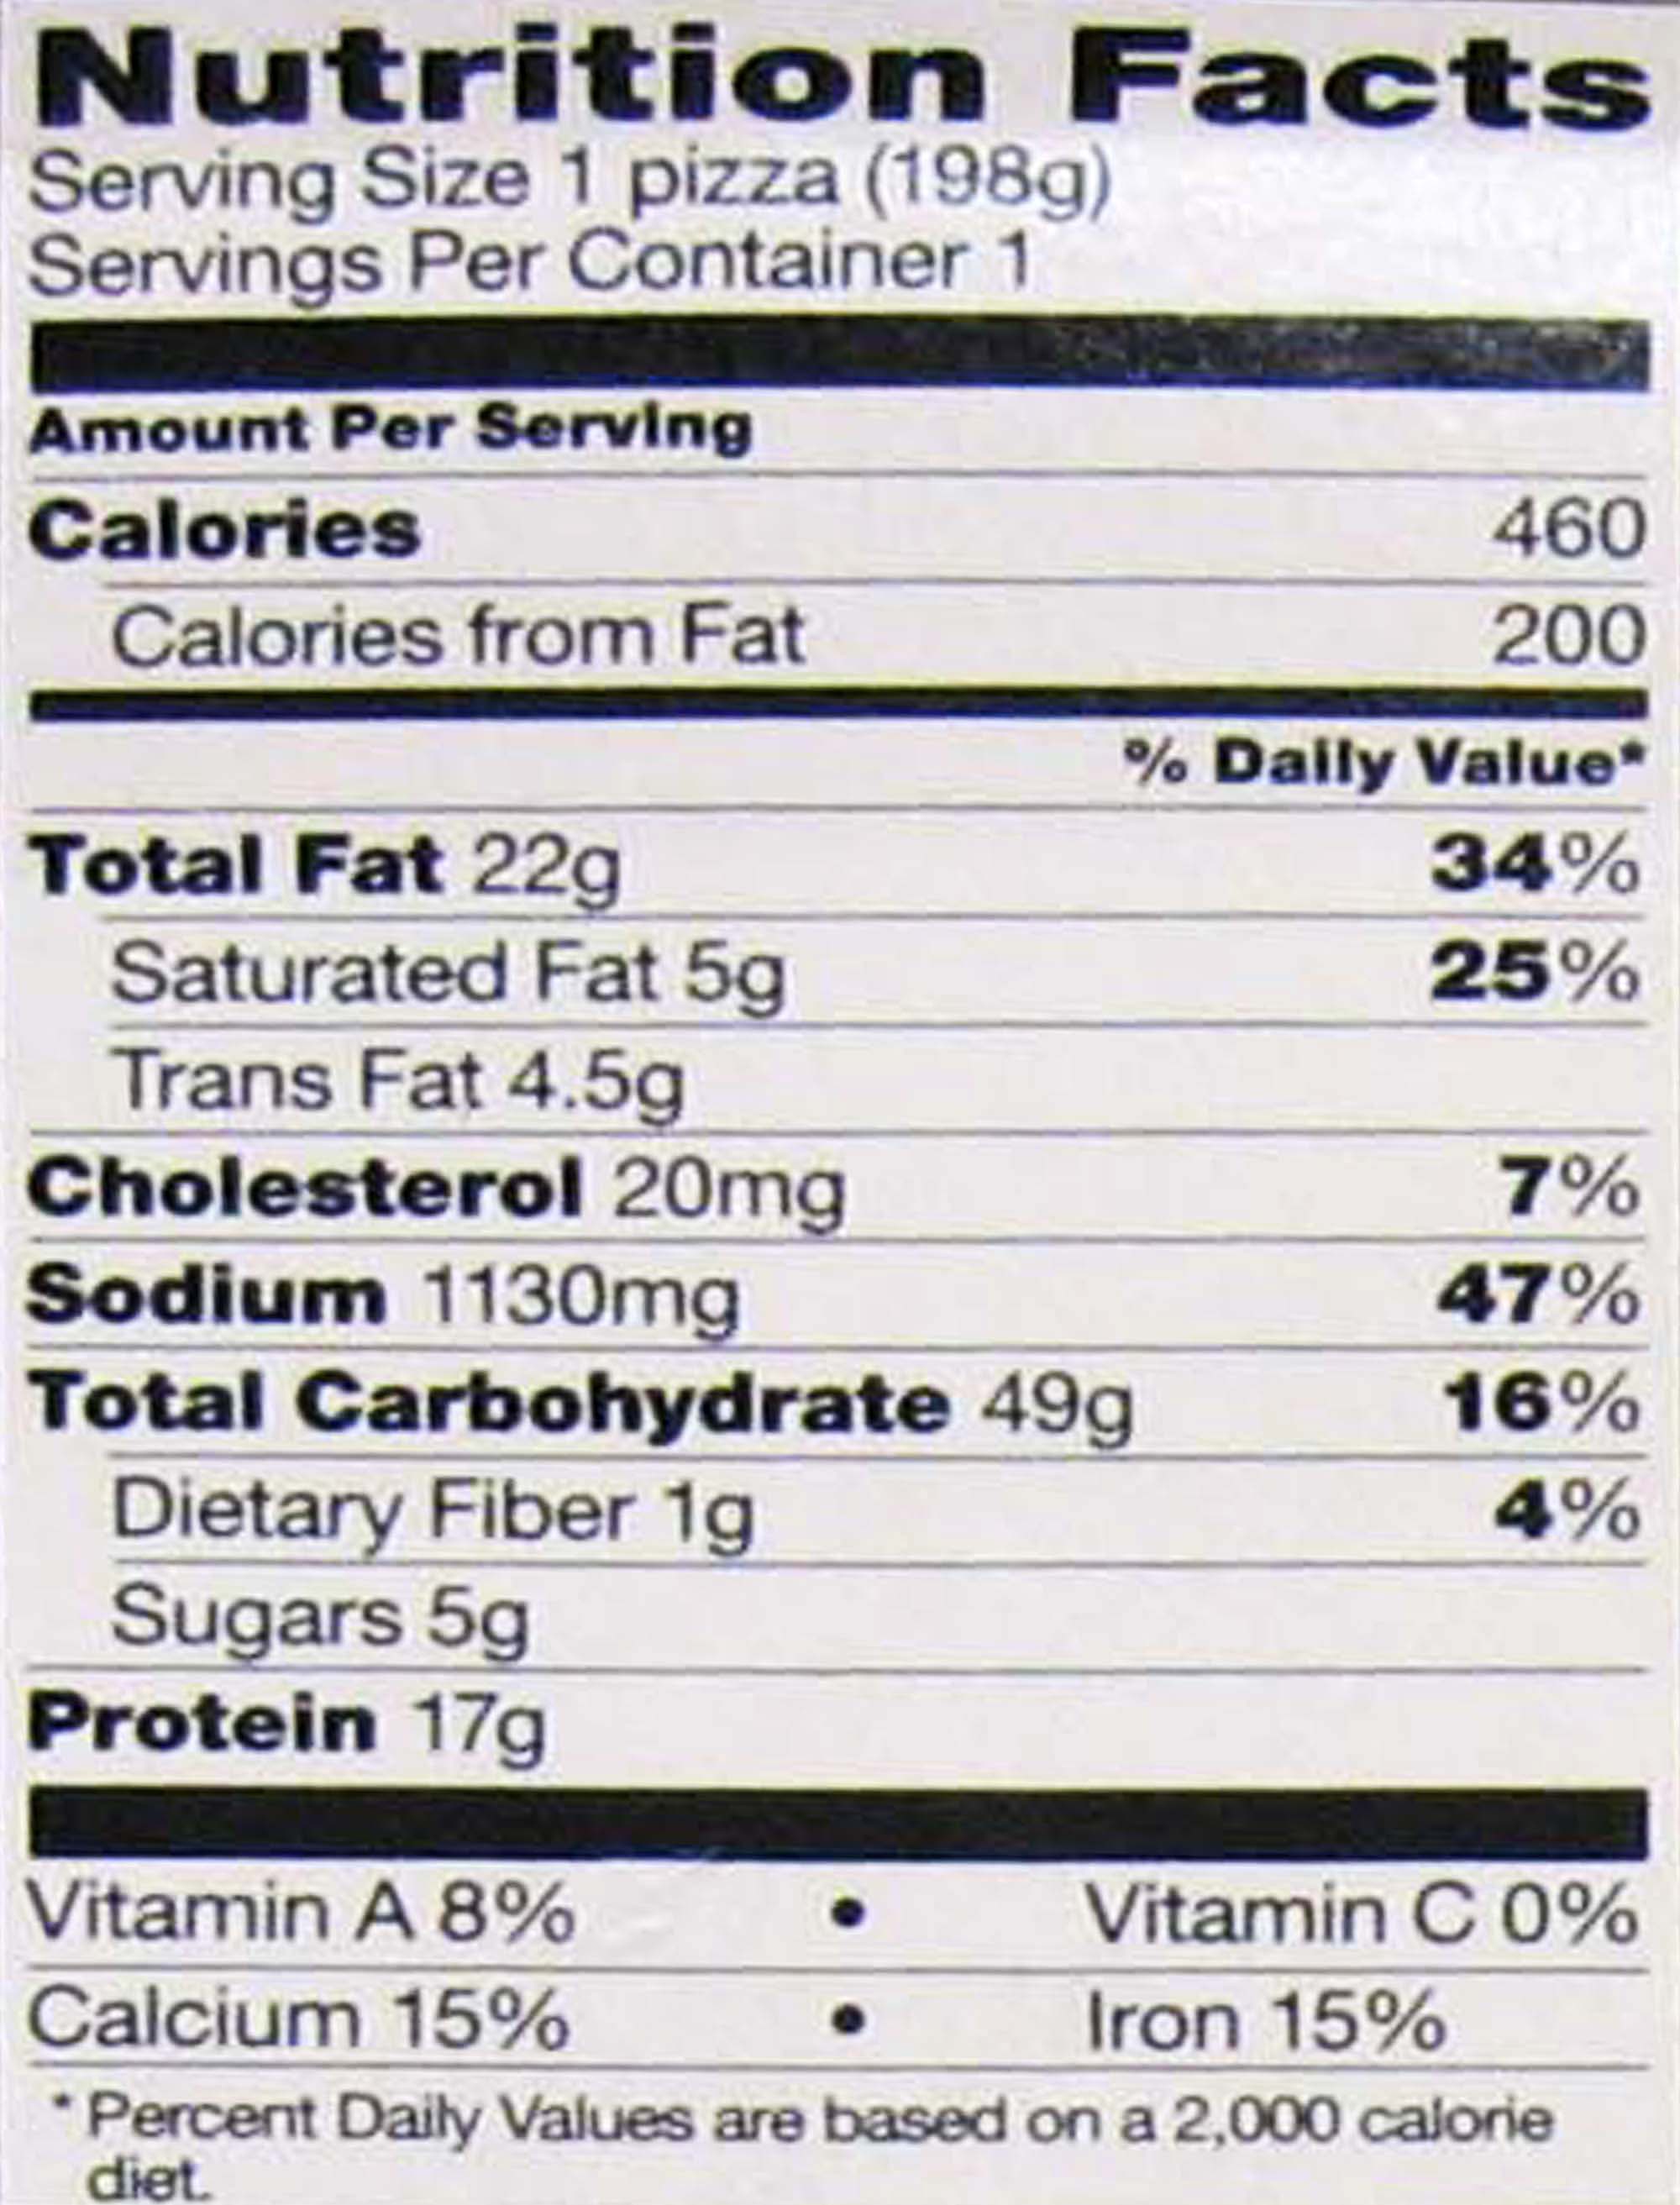 Nutrition Facts
Serving Size 1 pizza (198g)
Servings Per Container 1
Amount Per Serving
Calories 460
Calories from Fat 200
% Daily Value*
Total Fat 22g 34%
Saturated Fat 5g 25%
Trans Fat 4.5g
Cholesterol 20mg 7%
Sodium 1130mg 47%
Total Carbohydrate 49g 16%
Dietary Fiber 1g 4%
Sugars 5g
Protein 17g
Vitamin A 8% • Vitamin C 0%
Calcium 15% • Iron 15%
* Percent Daily Values are based on a 2,000 calorie
diet.